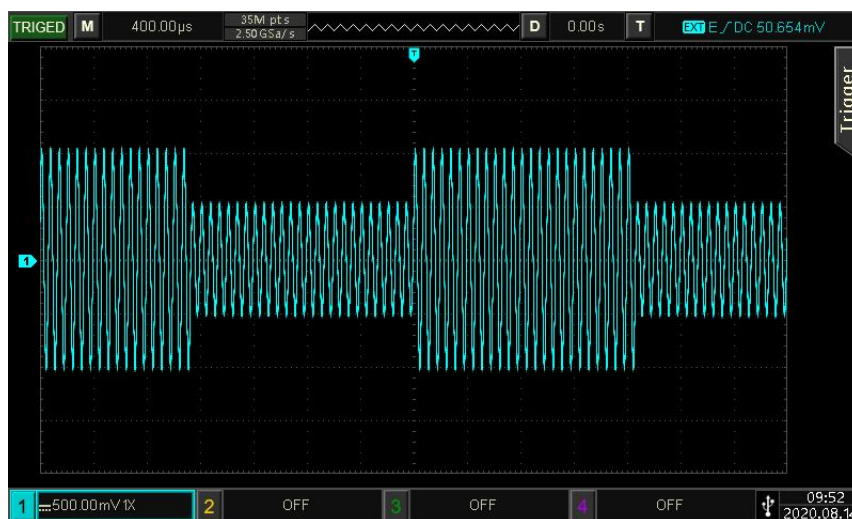 TRIGED M 400.00μs 35M pts D 0.00s T EXT E DC 50.654mV
2.50GSa/s
T
Trigger
1
1 500.00mV 1X 2 OFF 3 OFF 4 OFF 09:52
2020.08.14